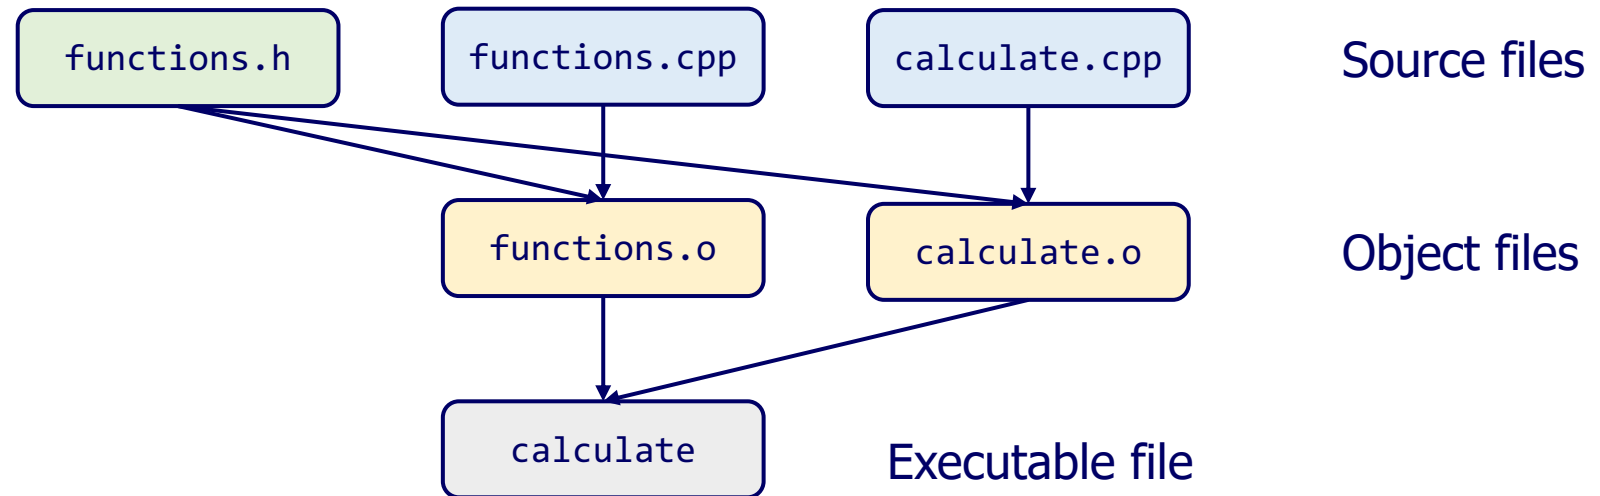 functions.h
functions.cpp
calculate.cpp
Source files
functions.o
calculate.o
Object files
calculate
Executable file